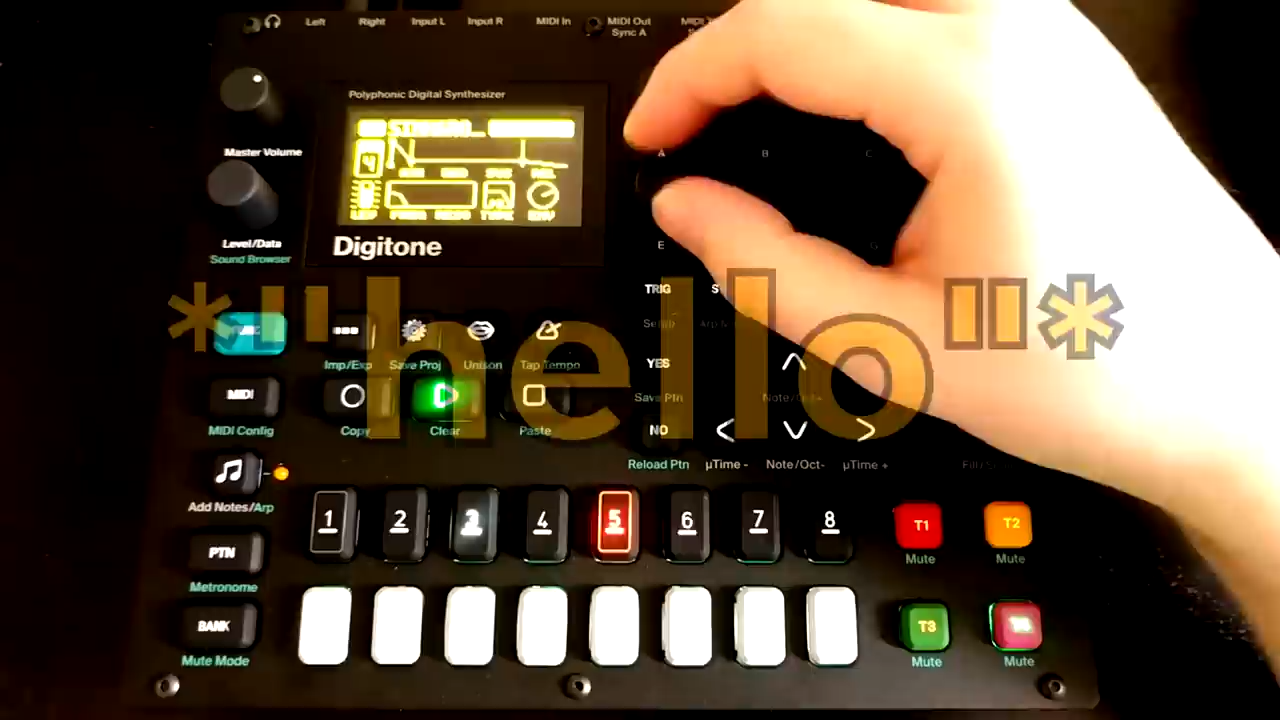 Left Right Input L Input R MIDI In MIDI Out
Sync A
Polyphonic Digital Synthesizer
Master Volume
4
Level/Data
Sound Browser
Digitone
A B C
E G
TRIG
*"hello"*
Imp/Exp Save Proj Unison Tap Tempo
YES
Save Ptn
MIDI
MIDI Config
Copy Clear Paste
NO
Reload Ptn µTime - Note/Oct- µTime +
Add Notes/Arp
1 2 3 4 5 6 7 8
T1 T2
Mute Mute
PTN
Metronome
BANK
Mute Mode
T3 T4
Mute Mute